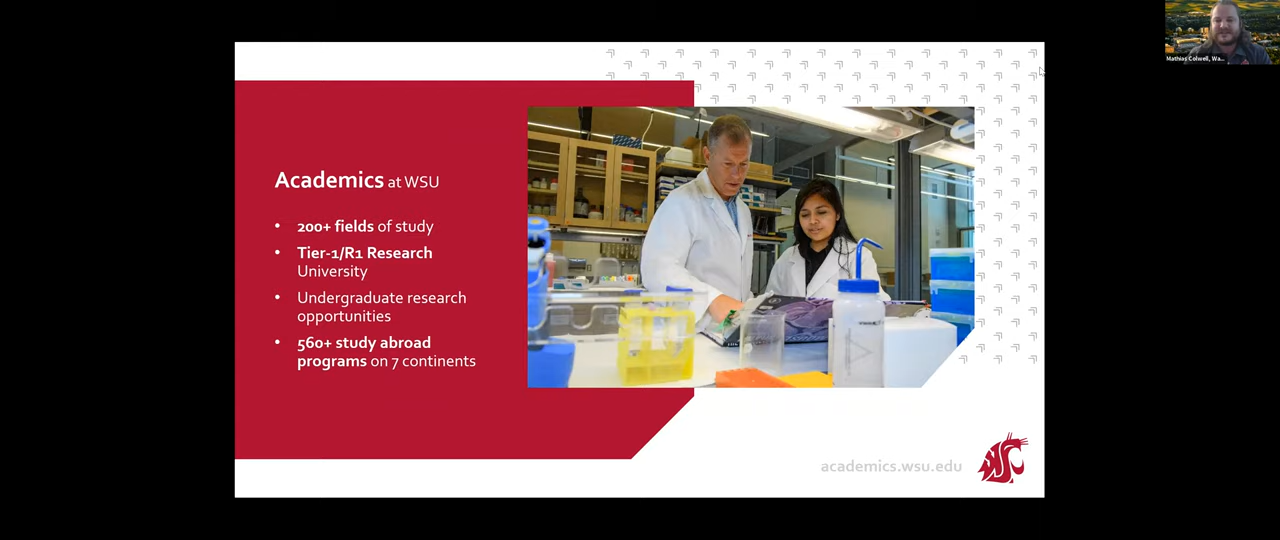 Mathias Colwell, Wa...
Academics at WSU
• 200+ fields of study
• Tier-1/R1 Research
University
• Undergraduate research
opportunities
• 560+ study abroad
programs on 7 continents
academics.wsu.edu